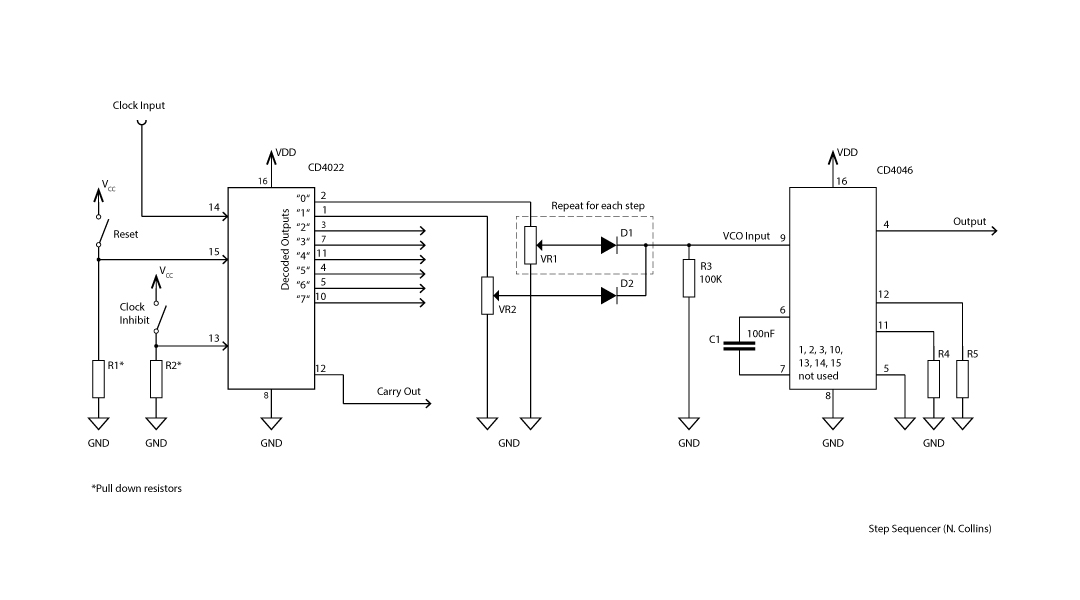 Clock Input
VDD
CD4022
16
VDD
CD4046
16
VCC
Reset
14
15
Clock
Inhibit
VCC
13
R1*
R2*
GND
GND
"0" 2
"1" 1
"2" 3
"3" 7
"4" 11
"5" 4
"6" 5
"7" 10
Decoded Outputs
12
Carry Out
8
GND
Repeat for each step
D1
VR1
D2
VR2
GND
VCO Input
9
R3
100K
GND
6
C1
100nF
7
1, 2, 3, 10,
13, 14, 15
not used
4
Output
12
11
R4
R5
5
8
GND
GND
*Pull down resistors
Step Sequencer (N. Collins)